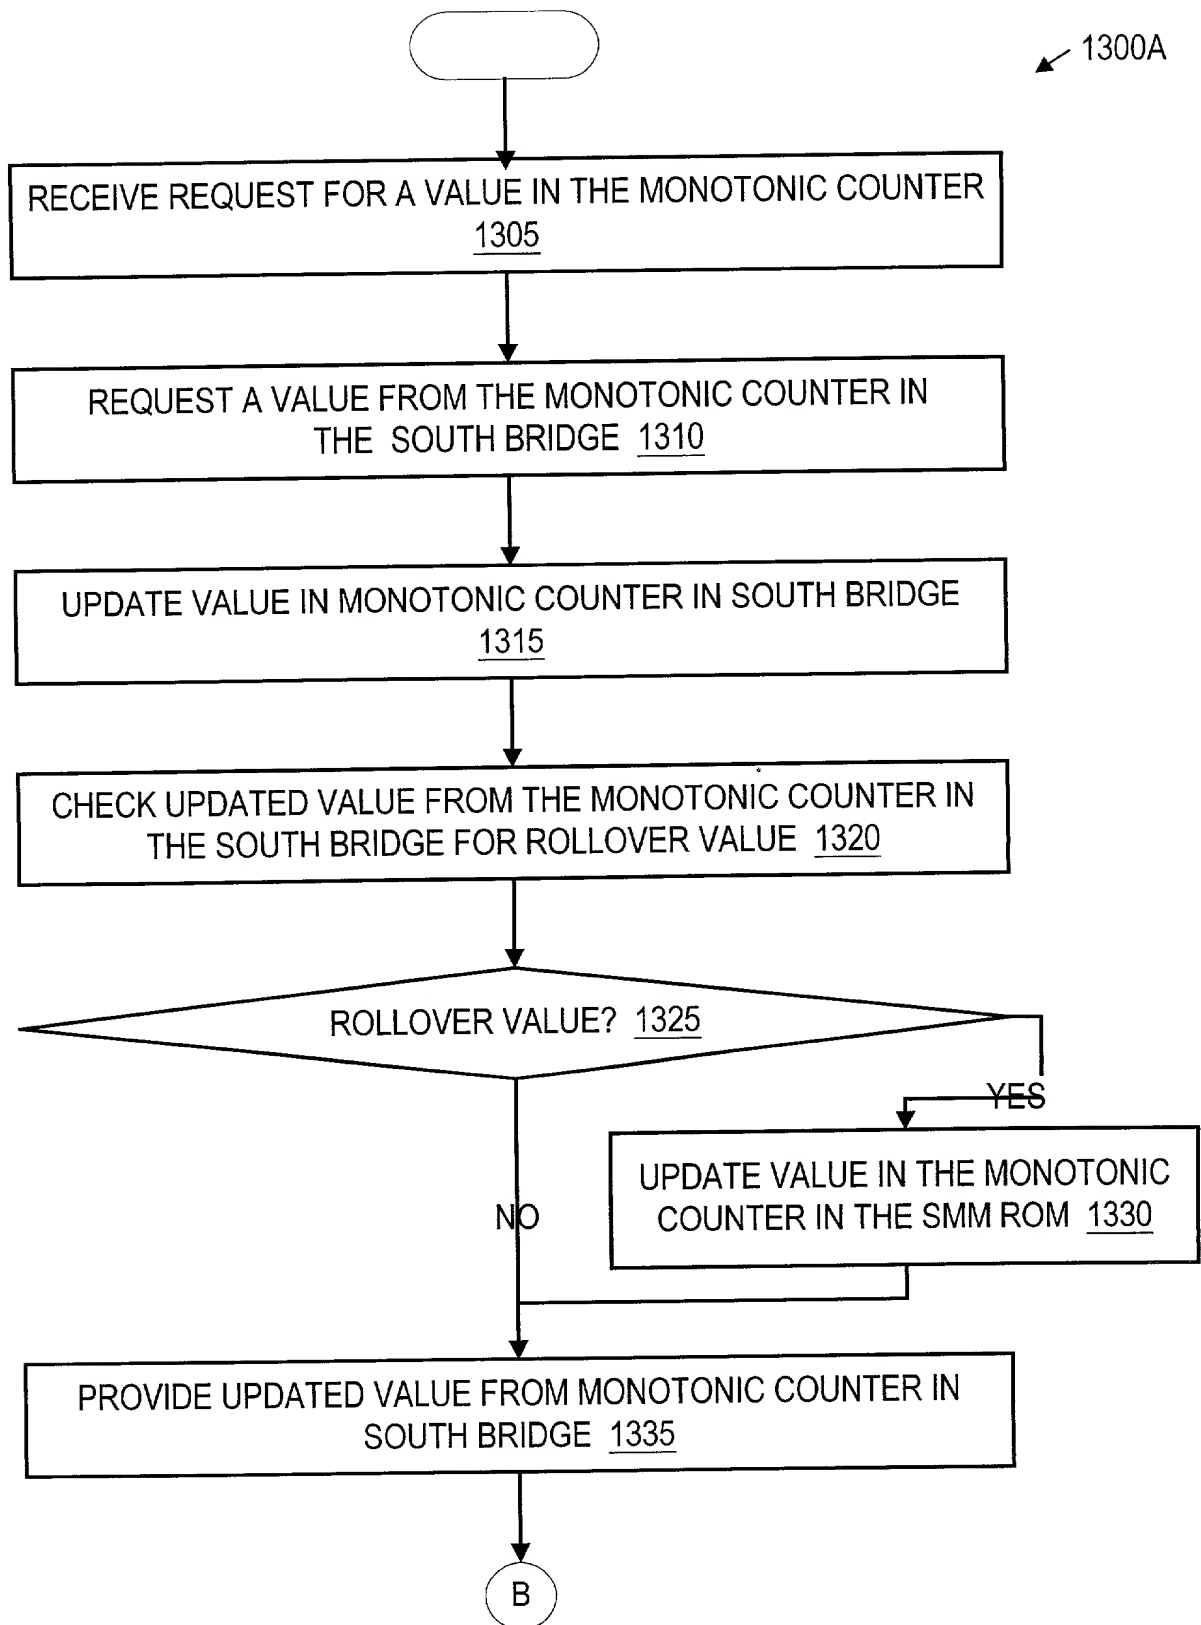 1300A
RECEIVE REQUEST FOR A VALUE IN THE MONOTONIC COUNTER
1305
REQUEST A VALUE FROM THE MONOTONIC COUNTER IN
THE SOUTH BRIDGE 1310
UPDATE VALUE IN MONOTONIC COUNTER IN SOUTH BRIDGE
1315
CHECK UPDATED VALUE FROM THE MONOTONIC COUNTER IN
THE SOUTH BRIDGE FOR ROLLOVER VALUE 1320
ROLLOVER VALUE? 1325
YES
UPDATE VALUE IN THE MONOTONIC
COUNTER IN THE SMM ROM 1330
NO
PROVIDE UPDATED VALUE FROM MONOTONIC COUNTER IN
SOUTH BRIDGE 1335
B